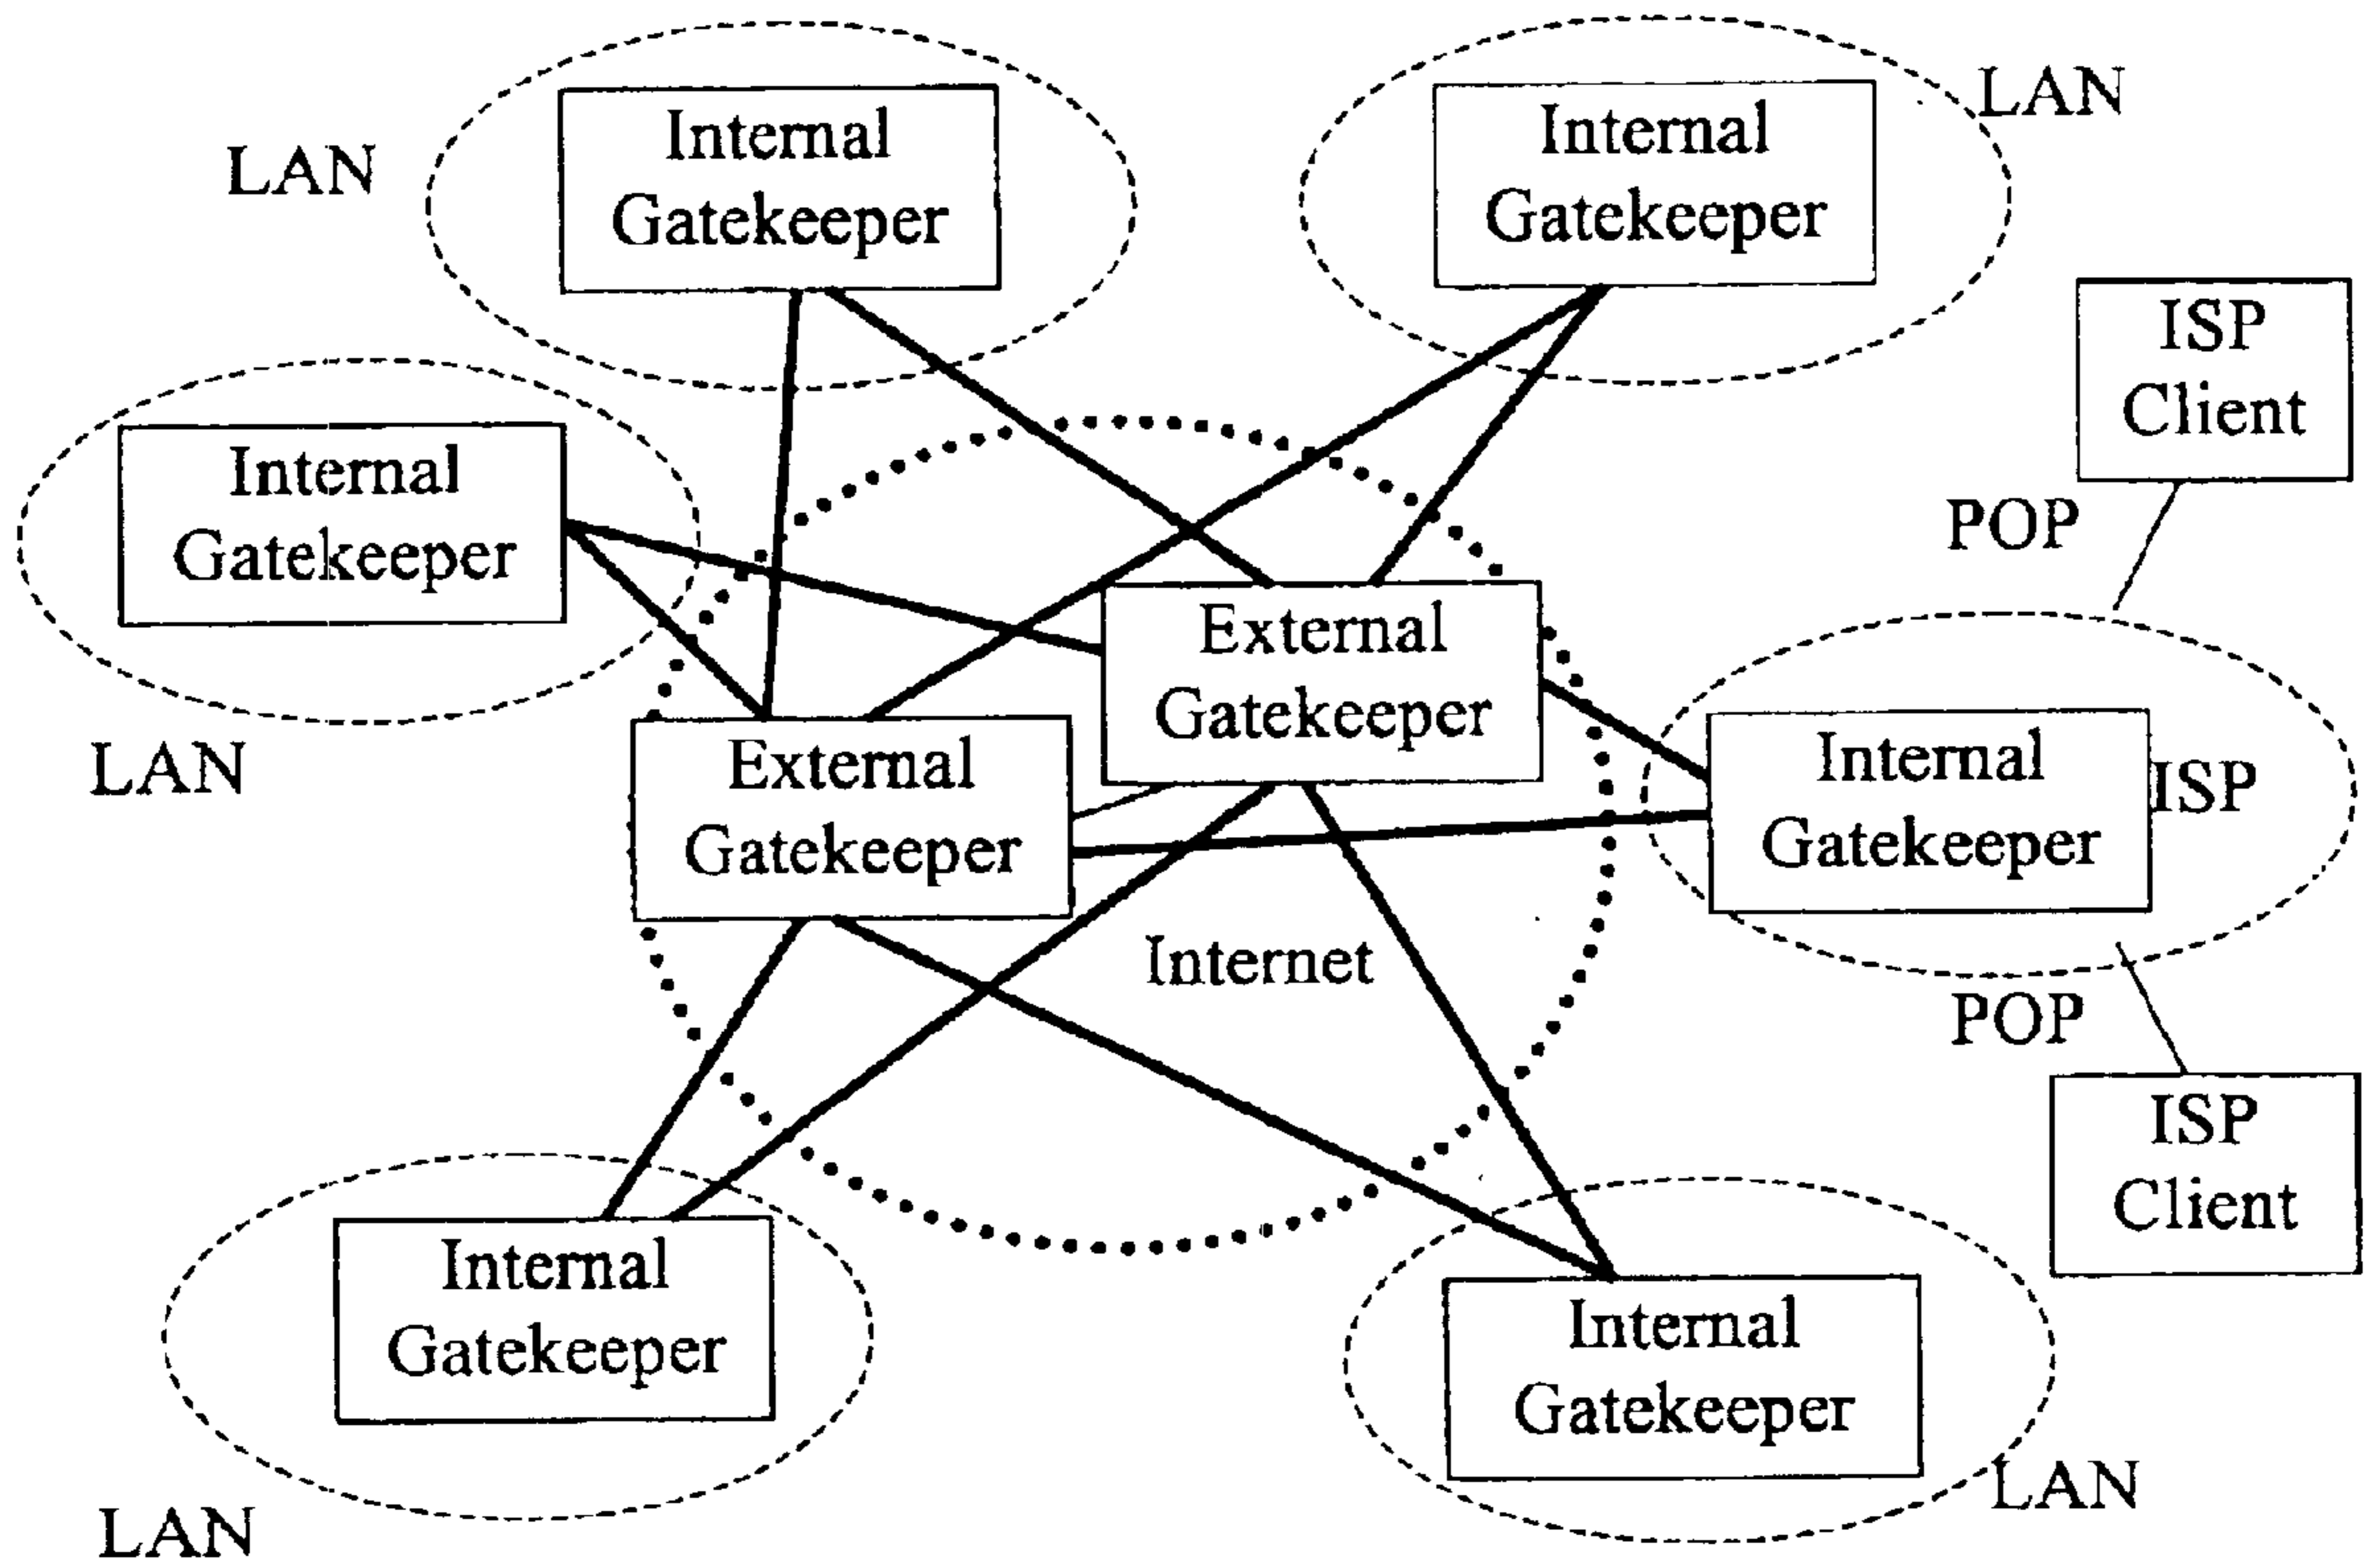 LAN
Internal
Gatekeeper
Internal
Gatekeeper
LAN
ISP
Client
Internal
Gatekeeper
POP
LAN
External
Gatekeeper
External
Gatekeeper
Internal
Gatekeeper
ISP
Internet
POP
ISP
Client
Internal
Gatekeeper
LAN
Internal
Gatekeeper
LAN